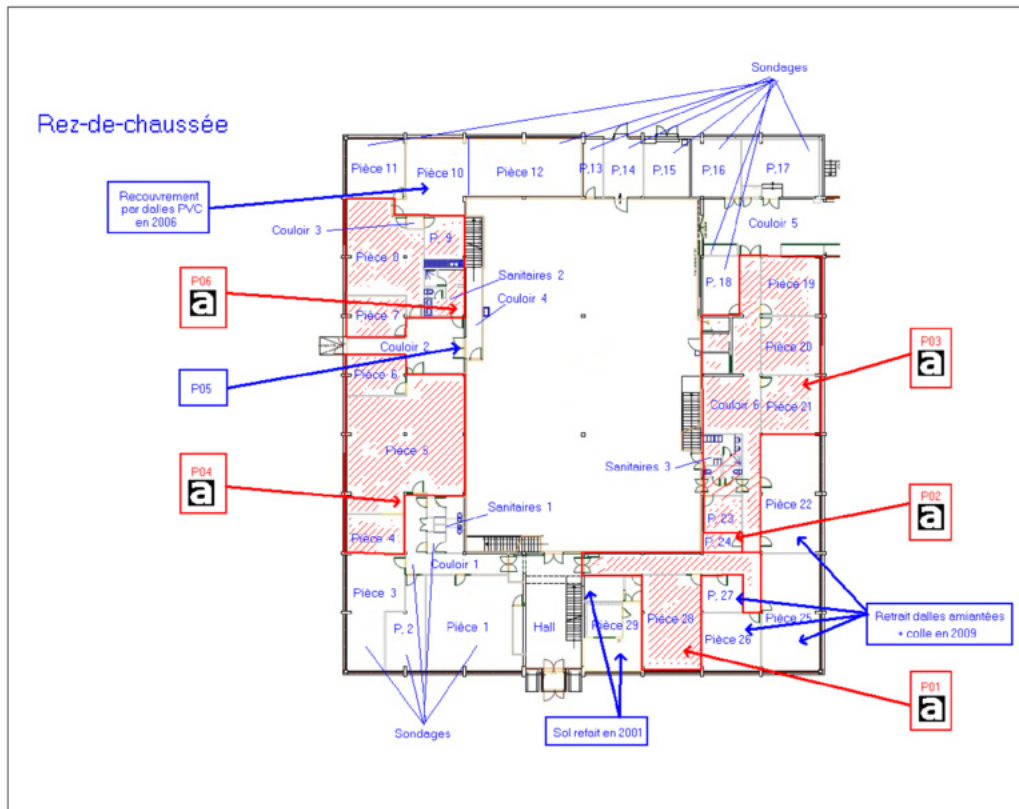 Sondages
Rez-de-chaussée
Pièce 11
Pièce 10
Pièce 12
P.13
P.14
P.15
P.16
P.17
Recouvrement
par dalles PVC
en 2006
Couloir 3
P. 9
Couloir 5
Pièce 8
Sanitaires 2
P06
a
Couloir 4
P. 18
Pièce 19
Pièce 7
Couloir 2
Pièce 20
P03
a
Pièce 6
P05
Couloir 6
Pièce 21
Pièce 5
P04
a
Sanitaires 3
Sanitaires 1
Pièce 22
P02
a
P. 23
Pièce 4
P. 24
Couloir 1
Pièce 3
P. 27
P. 2
Pièce 1
Hall
Pièce 29
Pièce 28
Pièce 25
Pièce 26
Retrait dalles amiantées
+ colle en 2009
P01
a
Sondages
Sol refait en 2001